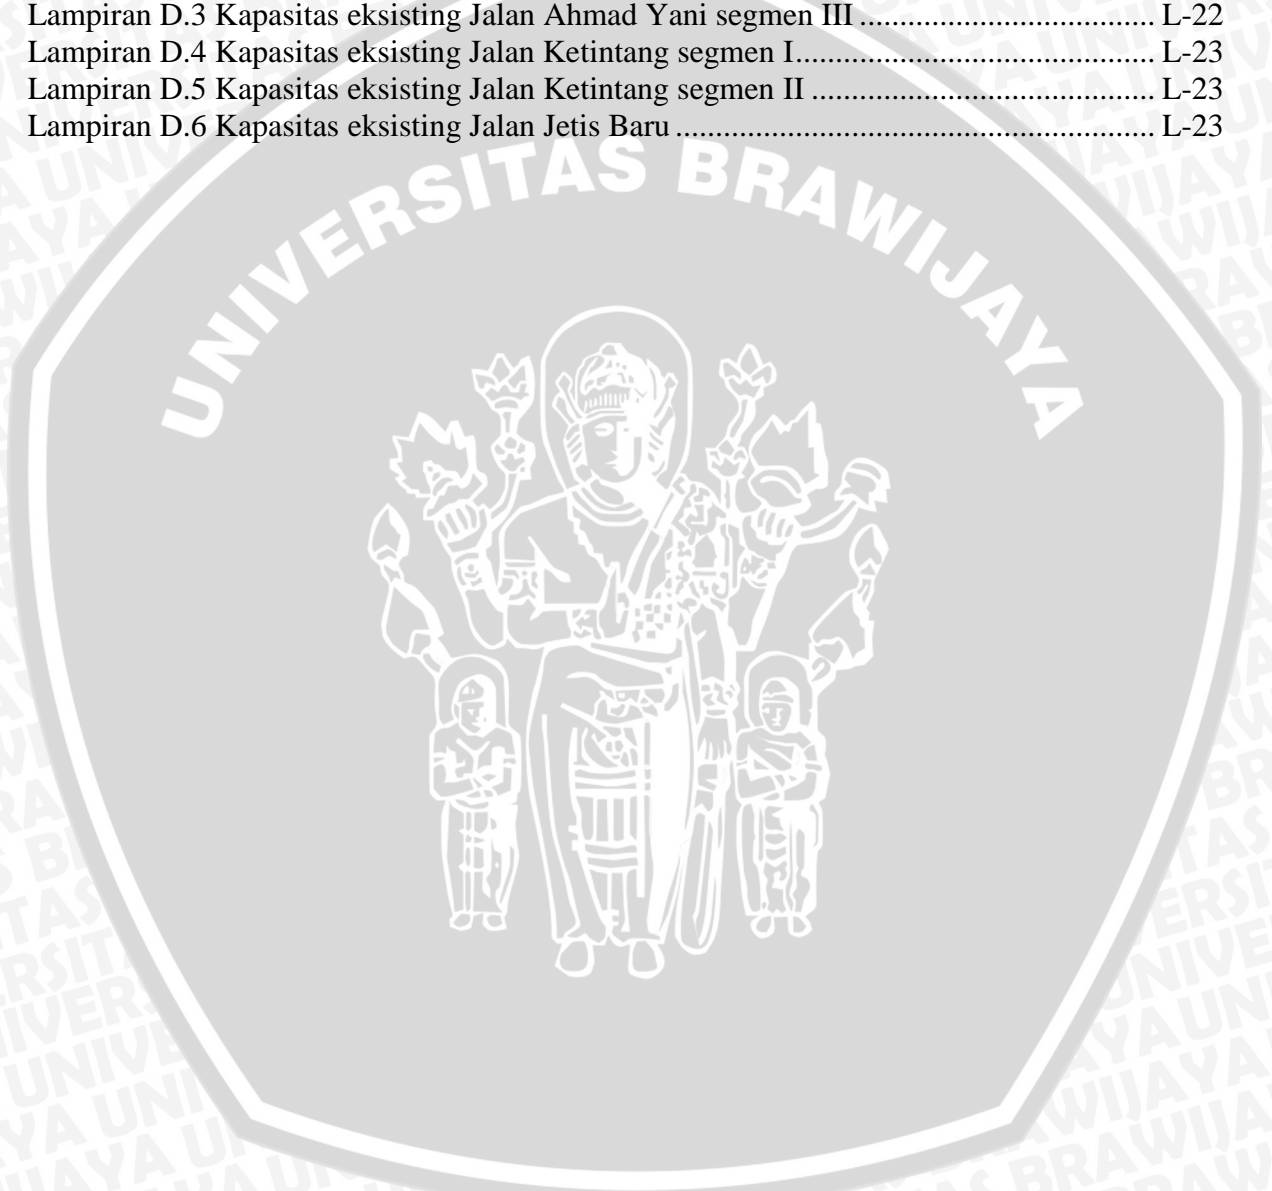 Lampiran D.3 Kapasitas eksisting Jalan Ahmad Yani segmen III .................................... L-22
Lampiran D.4 Kapasitas eksisting Jalan Ketintang segmen I............................................ L-23
Lampiran D.5 Kapasitas eksisting Jalan Ketintang segmen II .......................................... L-23
Lampiran D.6 Kapasitas eksisting Jalan Jetis Baru ........................................................... L-23
UNIVERSITAS BRAWIJAYA